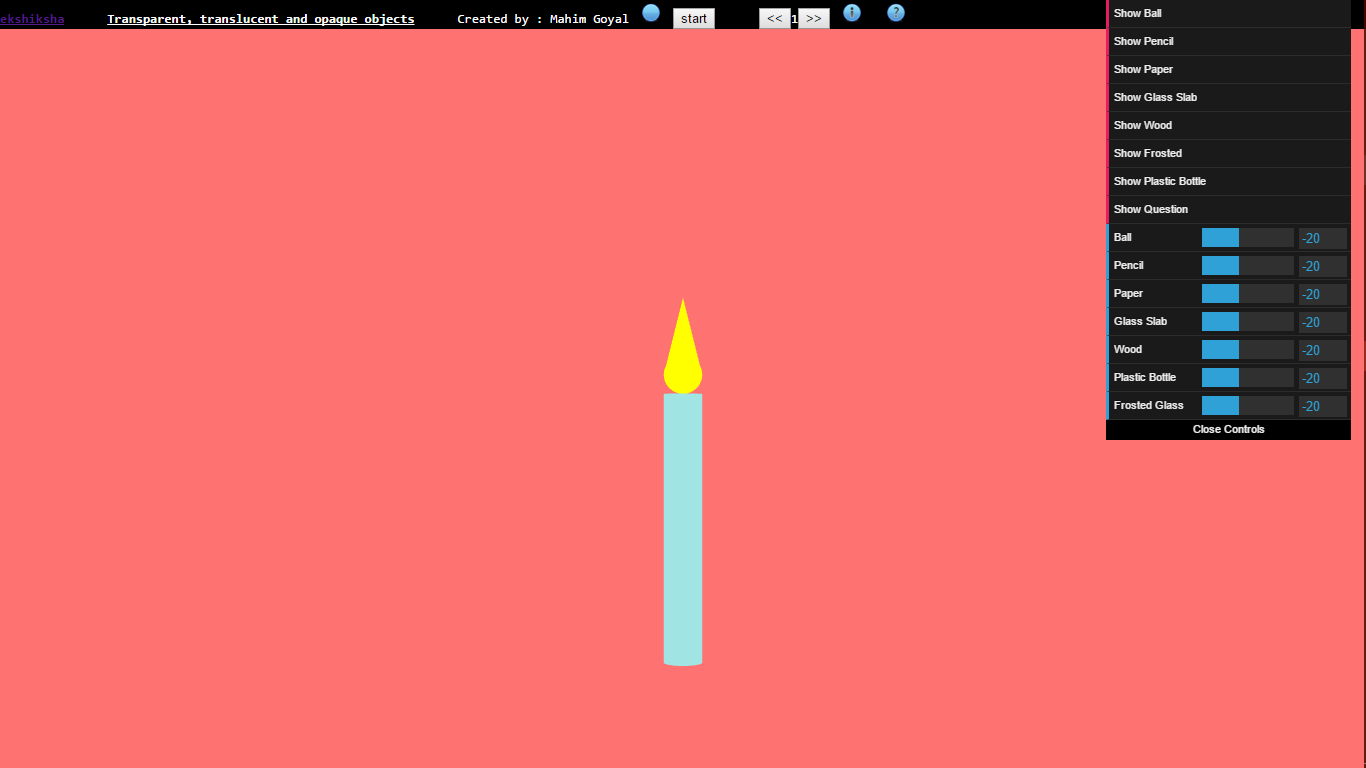 ekshiksha Transparent, translucent and opaque objects Created by : Mahim Goyal start << 1 >> i ?
Show Ball
Show Pencil
Show Paper
Show Glass Slab
Show Wood
Show Frosted
Show Plastic Bottle
Show Question
Ball -20
Pencil -20
Paper -20
Glass Slab -20
Wood -20
Plastic Bottle -20
Frosted Glass -20
Close Controls